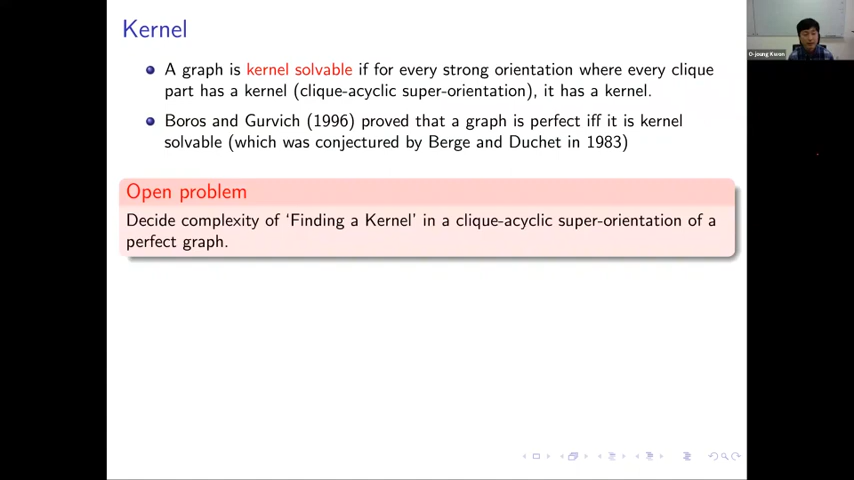 Kernel
A graph is kernel solvable if for every strong orientation where every clique
part has a kernel (clique-acyclic super-orientation), it has a kernel.
Boros and Gurvich (1996) proved that a graph is perfect iff it is kernel
solvable (which was conjectured by Berge and Duchet in 1983)
Open problem
Decide complexity of ‘Finding a Kernel’ in a clique-acyclic super-orientation of a
perfect graph.
O-joung Kwon